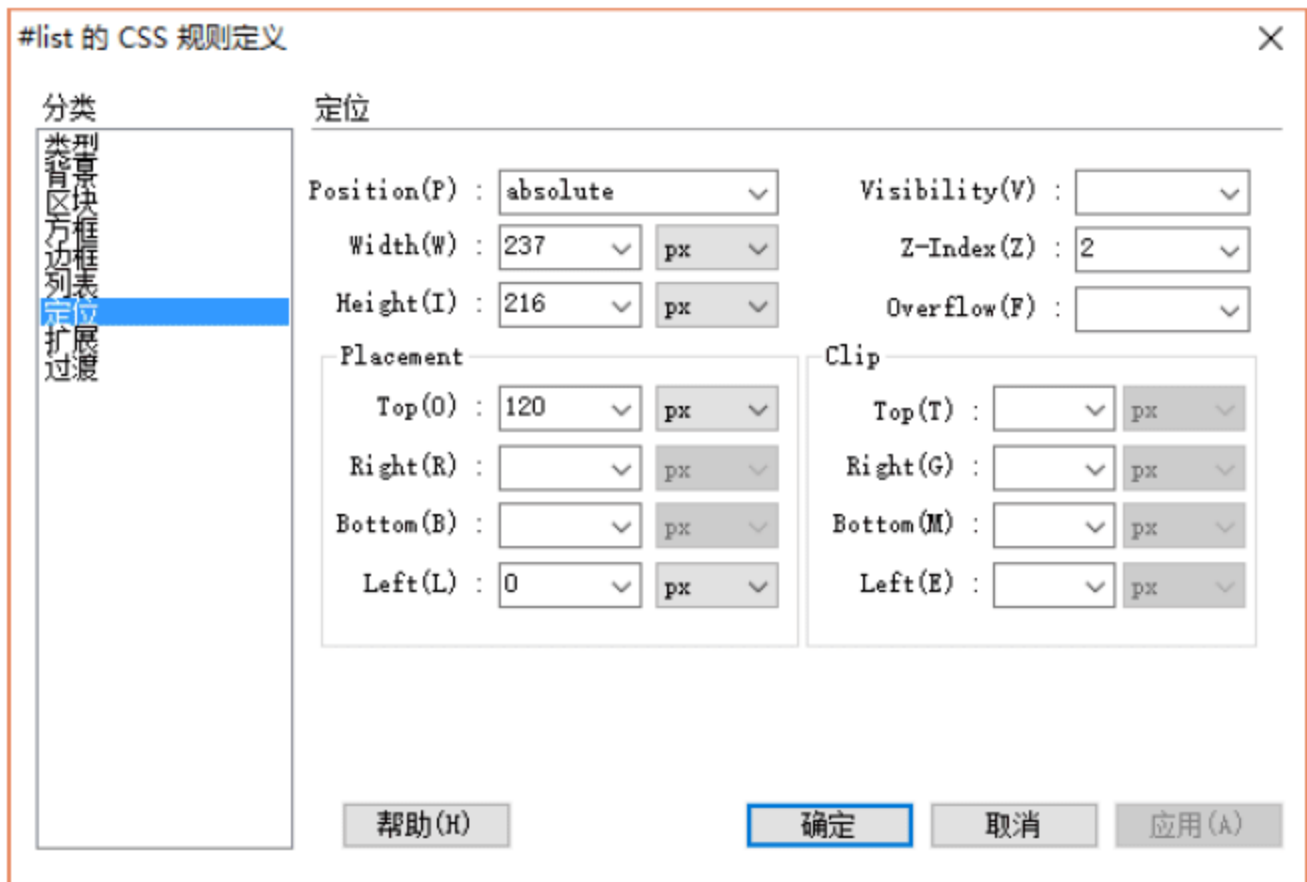 #list 的 CSS 规则定义
分类
类型
背景
区块
方框
边框
列表
定位
扩展
过渡
定位
Position(P) : absolute
Visibility(V) :
Width(W) : 237 px
Z-Index(Z) : 2
Height(I) : 216 px
Overflow(F) :
Placement
Top(O) : 120 px
Right(R) : px
Bottom(B) : px
Left(L) : 0 px
Clip
Top(T) : px
Right(G) : px
Bottom(M) : px
Left(E) : px
帮助(H)
确定
取消
应用(A)